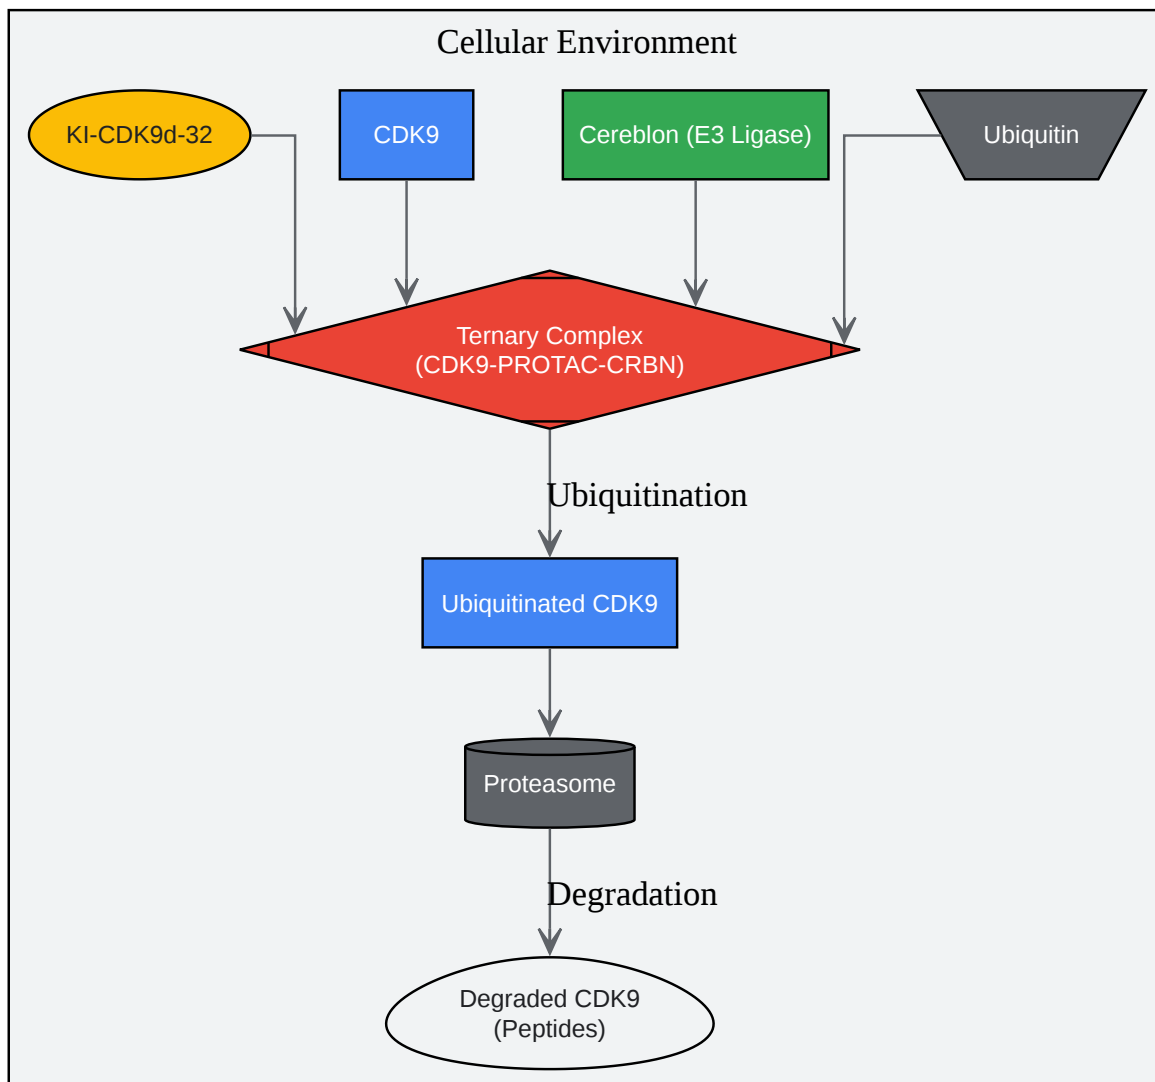 Cellular Environment
KI-CDK9d-32
CDK9
Cereblon (E3 Ligase)
Ubiquitin
Ternary Complex
(CDK9-PROTAC-CRBN)
Ubiquitination
Ubiquitinated CDK9
Proteasome
Degradation
Degraded CDK9
(Peptides)